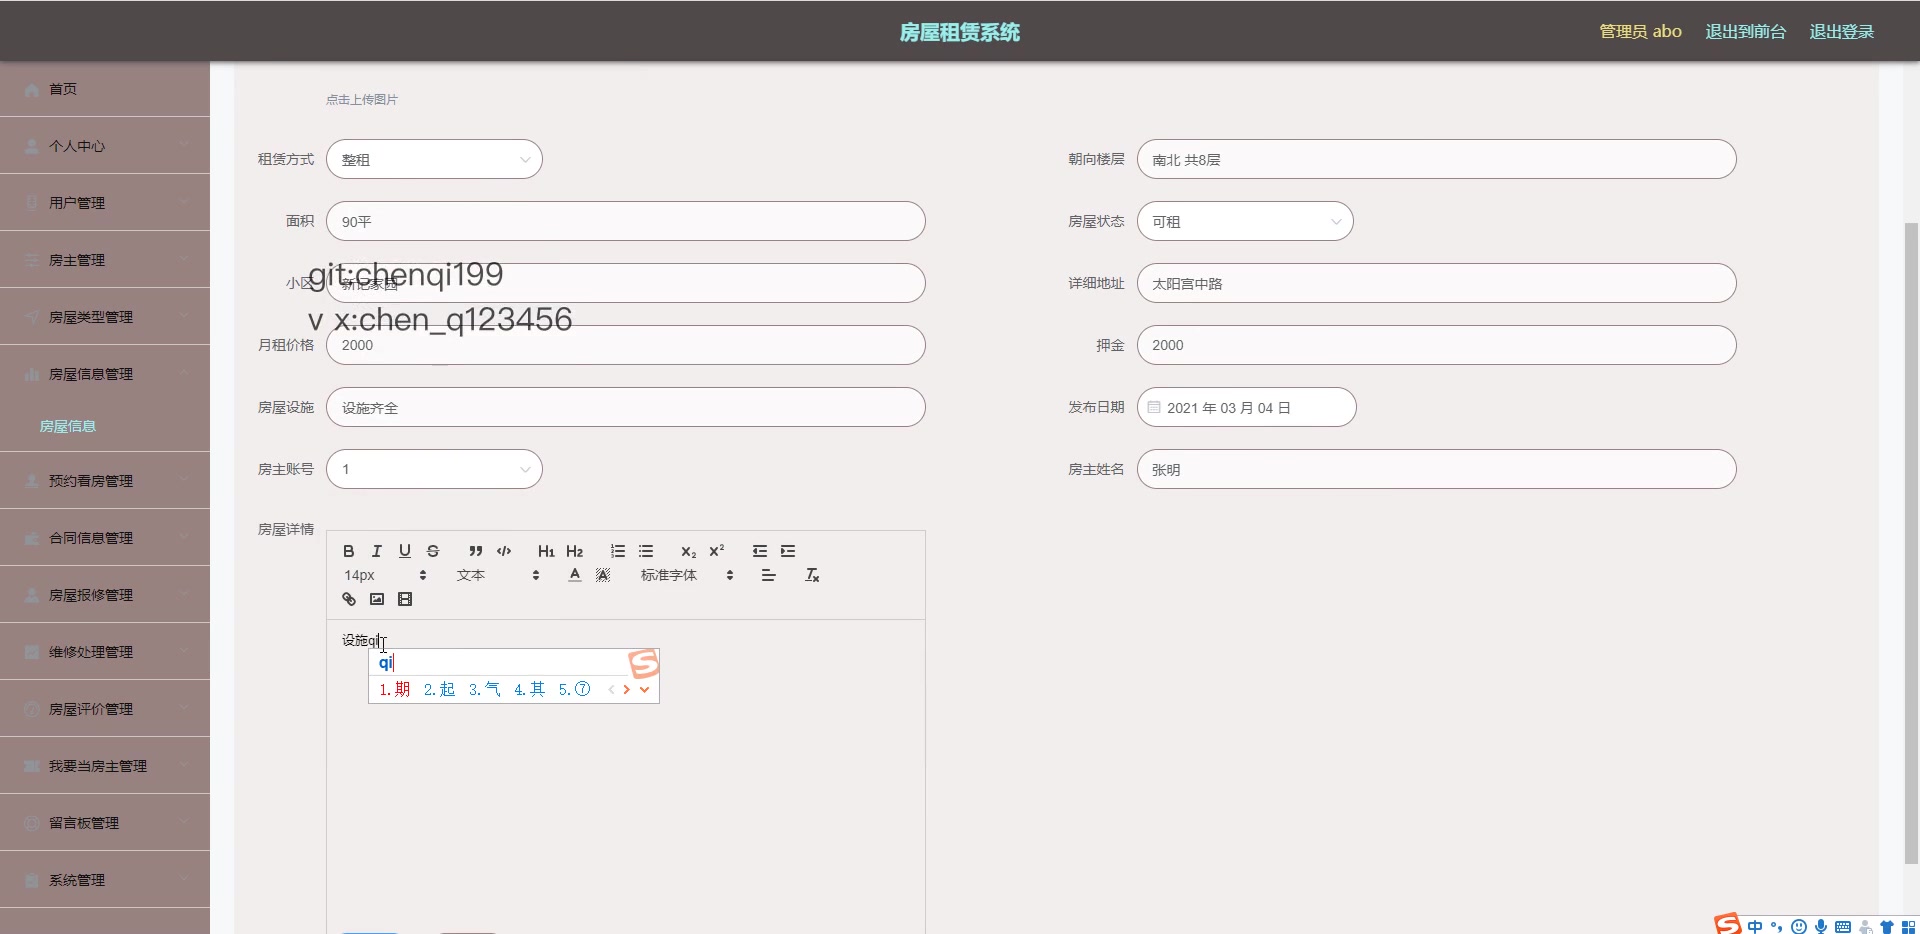 房屋租赁系统
管理员 abo
退出到前台
退出登录
首页
个人中心
用户管理
房主管理
房屋类型管理
房屋信息管理
房屋信息
预约看房管理
合同信息管理
房屋报修管理
维修处理管理
房屋评价管理
我要当房主管理
留言板管理
系统管理
点击上传图片
租赁方式 整租
朝向楼层 南北 共8层
面积 90平
房屋状态 可租
git:chenqi199
小区 新记家园
详细地址 太阳宫中路
v x:chen_q123456
月租价格 2000
押金 2000
房屋设施 设施齐全
发布日期 2021 年 03 月 04 日
房主账号 1
房主姓名 张明
房屋详情
B I U S H1 H2 X2 X2
14px 文本 A A 标准字体 Tx
设施qi
qi
1.期 2.起 3.气 4.其 5.⑦
S 中